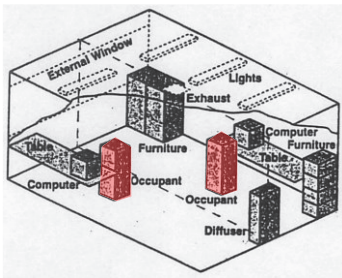 External Window
Lights
Exhaust
Computer
Furniture
Table
Furniture
Table
Computer
Occupant
Occupant
Diffuser